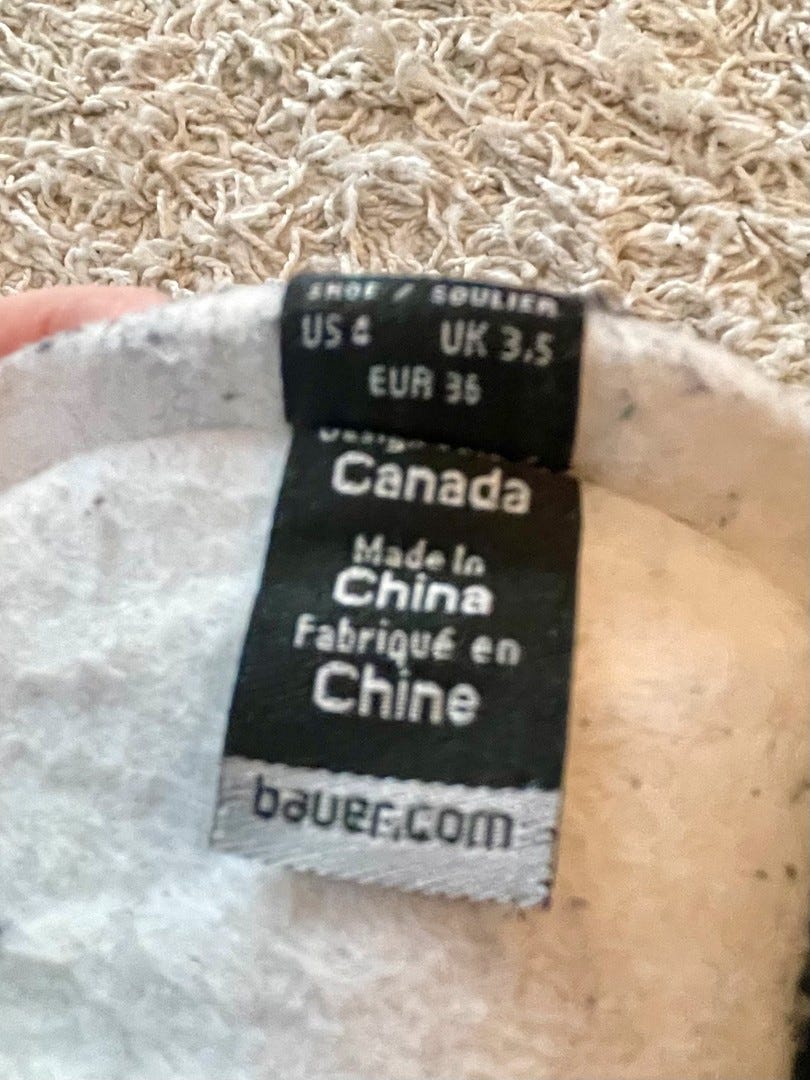 SHOE / SOULIER
US 4 UK 3.5
EUR 36
Canada
Made in
China
Fabriqué en
Chine
bauer.com